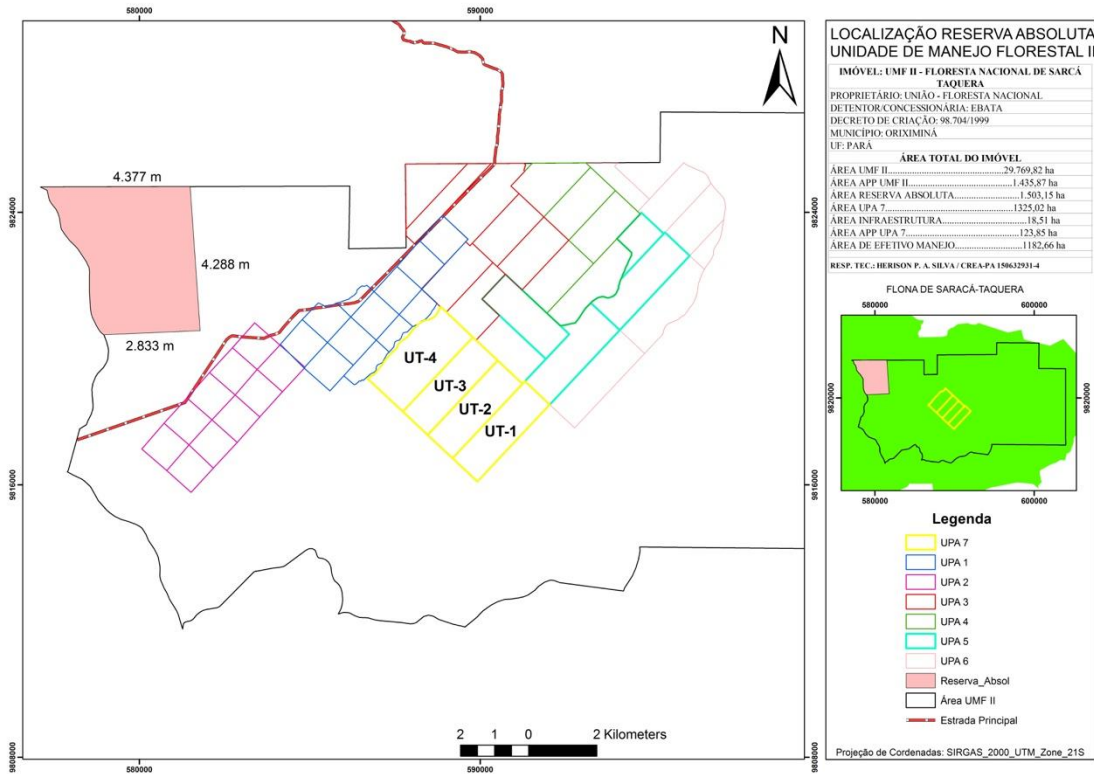 580000
590000
N
4.377 m
9824000
9824000
4.288 m
2.833 m
UT-4
UT-3
UT-2
UT-1
9816000
9816000
2 1 0 2 Kilometers
9808000
9808000
580000
590000
LOCALIZAÇÃO RESERVA ABSOLUTA
UNIDADE DE MANEJO FLORESTAL II
IMÓVEL: UMF II - FLORESTA NACIONAL DE SARCÁ
TAQUERA
PROPRIETÁRIO: UNIÃO - FLORESTA NACIONAL
DETENTOR/CONCESSIONÁRIA: EBATA
DECRETO DE CRIAÇÃO: 98.704/1999
MUNICÍPIO: ORIXIMINÁ
UF: PARÁ
ÁREA TOTAL DO IMÓVEL
ÁREA UMF II.................................................29.769,82 ha
ÁREA APP UMF II.........................................1.435,87 ha
ÁREA RESERVA ABSOLUTA.......................1.503,15 ha
ÁREA UPA 7..................................................1325,02 ha
ÁREA INFRAESTRUTURA.............................18,51 ha
ÁREA APP UPA 7...........................................123,85 ha
ÁREA DE EFETIVO MANEJO......................1182,66 ha
RESP. TEC.: HERISON P. A. SILVA / CREA-PA 150632931-4
FLONA DE SARACÁ-TAQUERA
580000
600000
9820000
9820000
580000
600000
Legenda
UPA 7
UPA 1
UPA 2
UPA 3
UPA 4
UPA 5
UPA 6
Reserva_Absol
Área UMF II
Estrada Principal
Projeção de Cordenadas: SIRGAS_2000_UTM_Zone_21S